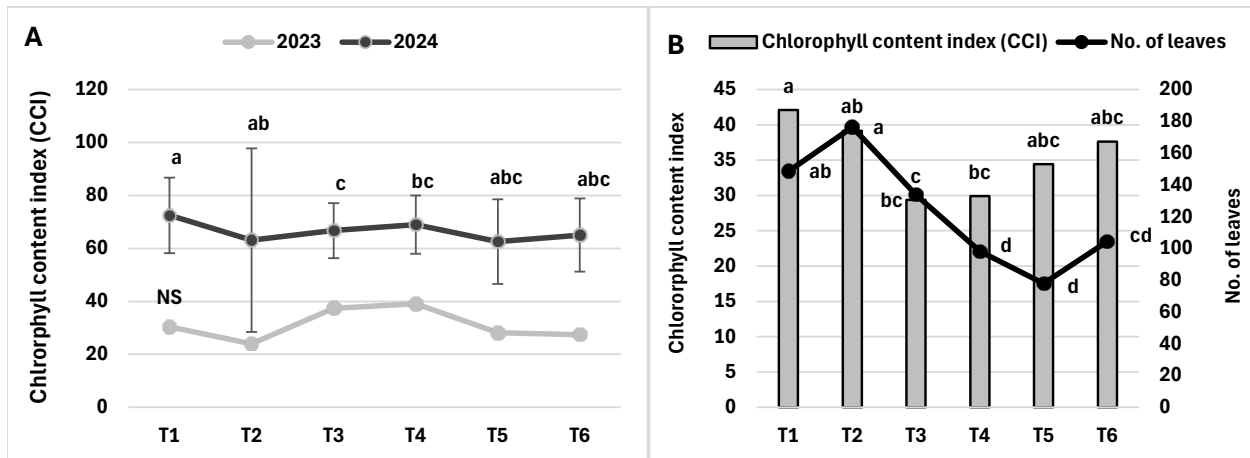 A
2023 2024
Chlrorphyll content index (CCI)
120
100
80
60
40
20
0
a
ab
c
bc
abc
abc
NS
T1 T2 T3 T4 T5 T6
B
Chlorophyll content index (CCI) No. of leaves
Chlororphyll content index
45
40
35
30
25
20
15
10
5
0
a
ab
c
bc
abc
abc
ab
a
bc
d
d
cd
200
180
160
140
120
100
80
60
40
20
0
No. of leaves
T1 T2 T3 T4 T5 T6